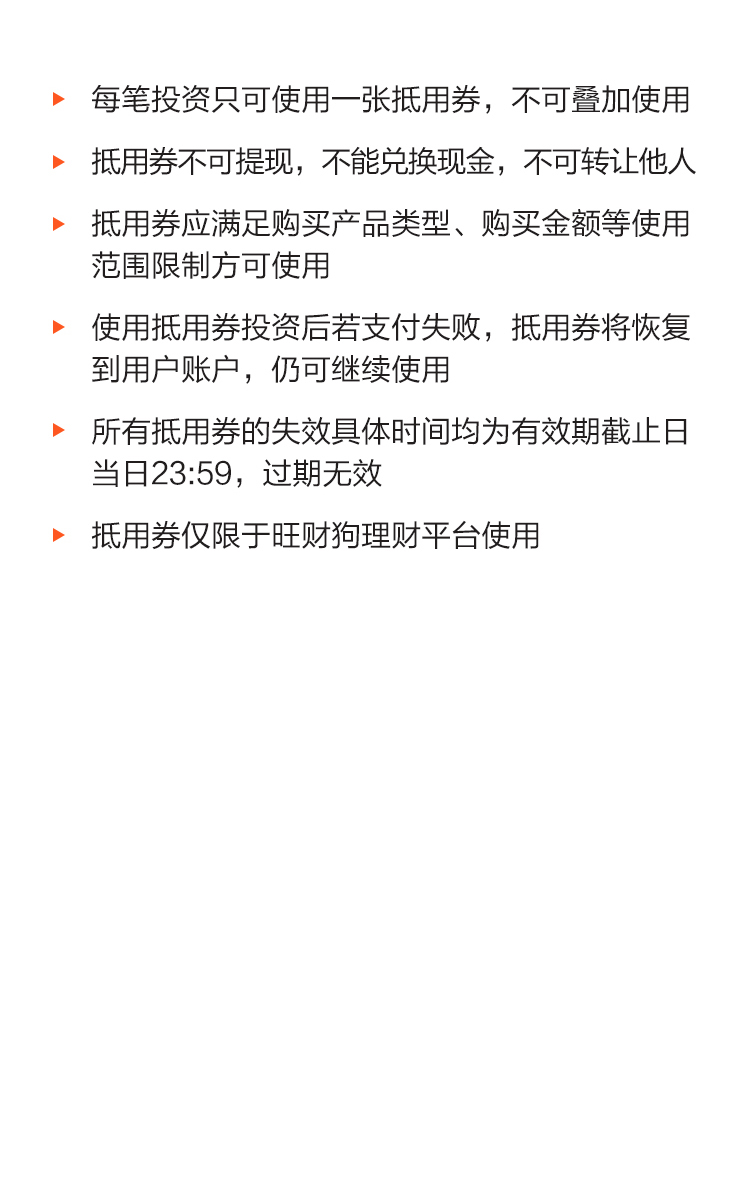 每笔投资只可使用一张抵用券，不可叠加使用
抵用券不可提现，不能兑换现金，不可转让他人
抵用券应满足购买产品类型、购买金额等使用
范围限制方可使用
使用抵用券投资后若支付失败，抵用券将恢复
到用户账户，仍可继续使用
所有抵用券的失效具体时间均为有效期截止日
当日23:59，过期无效
抵用券仅限于旺财狗理财平台使用